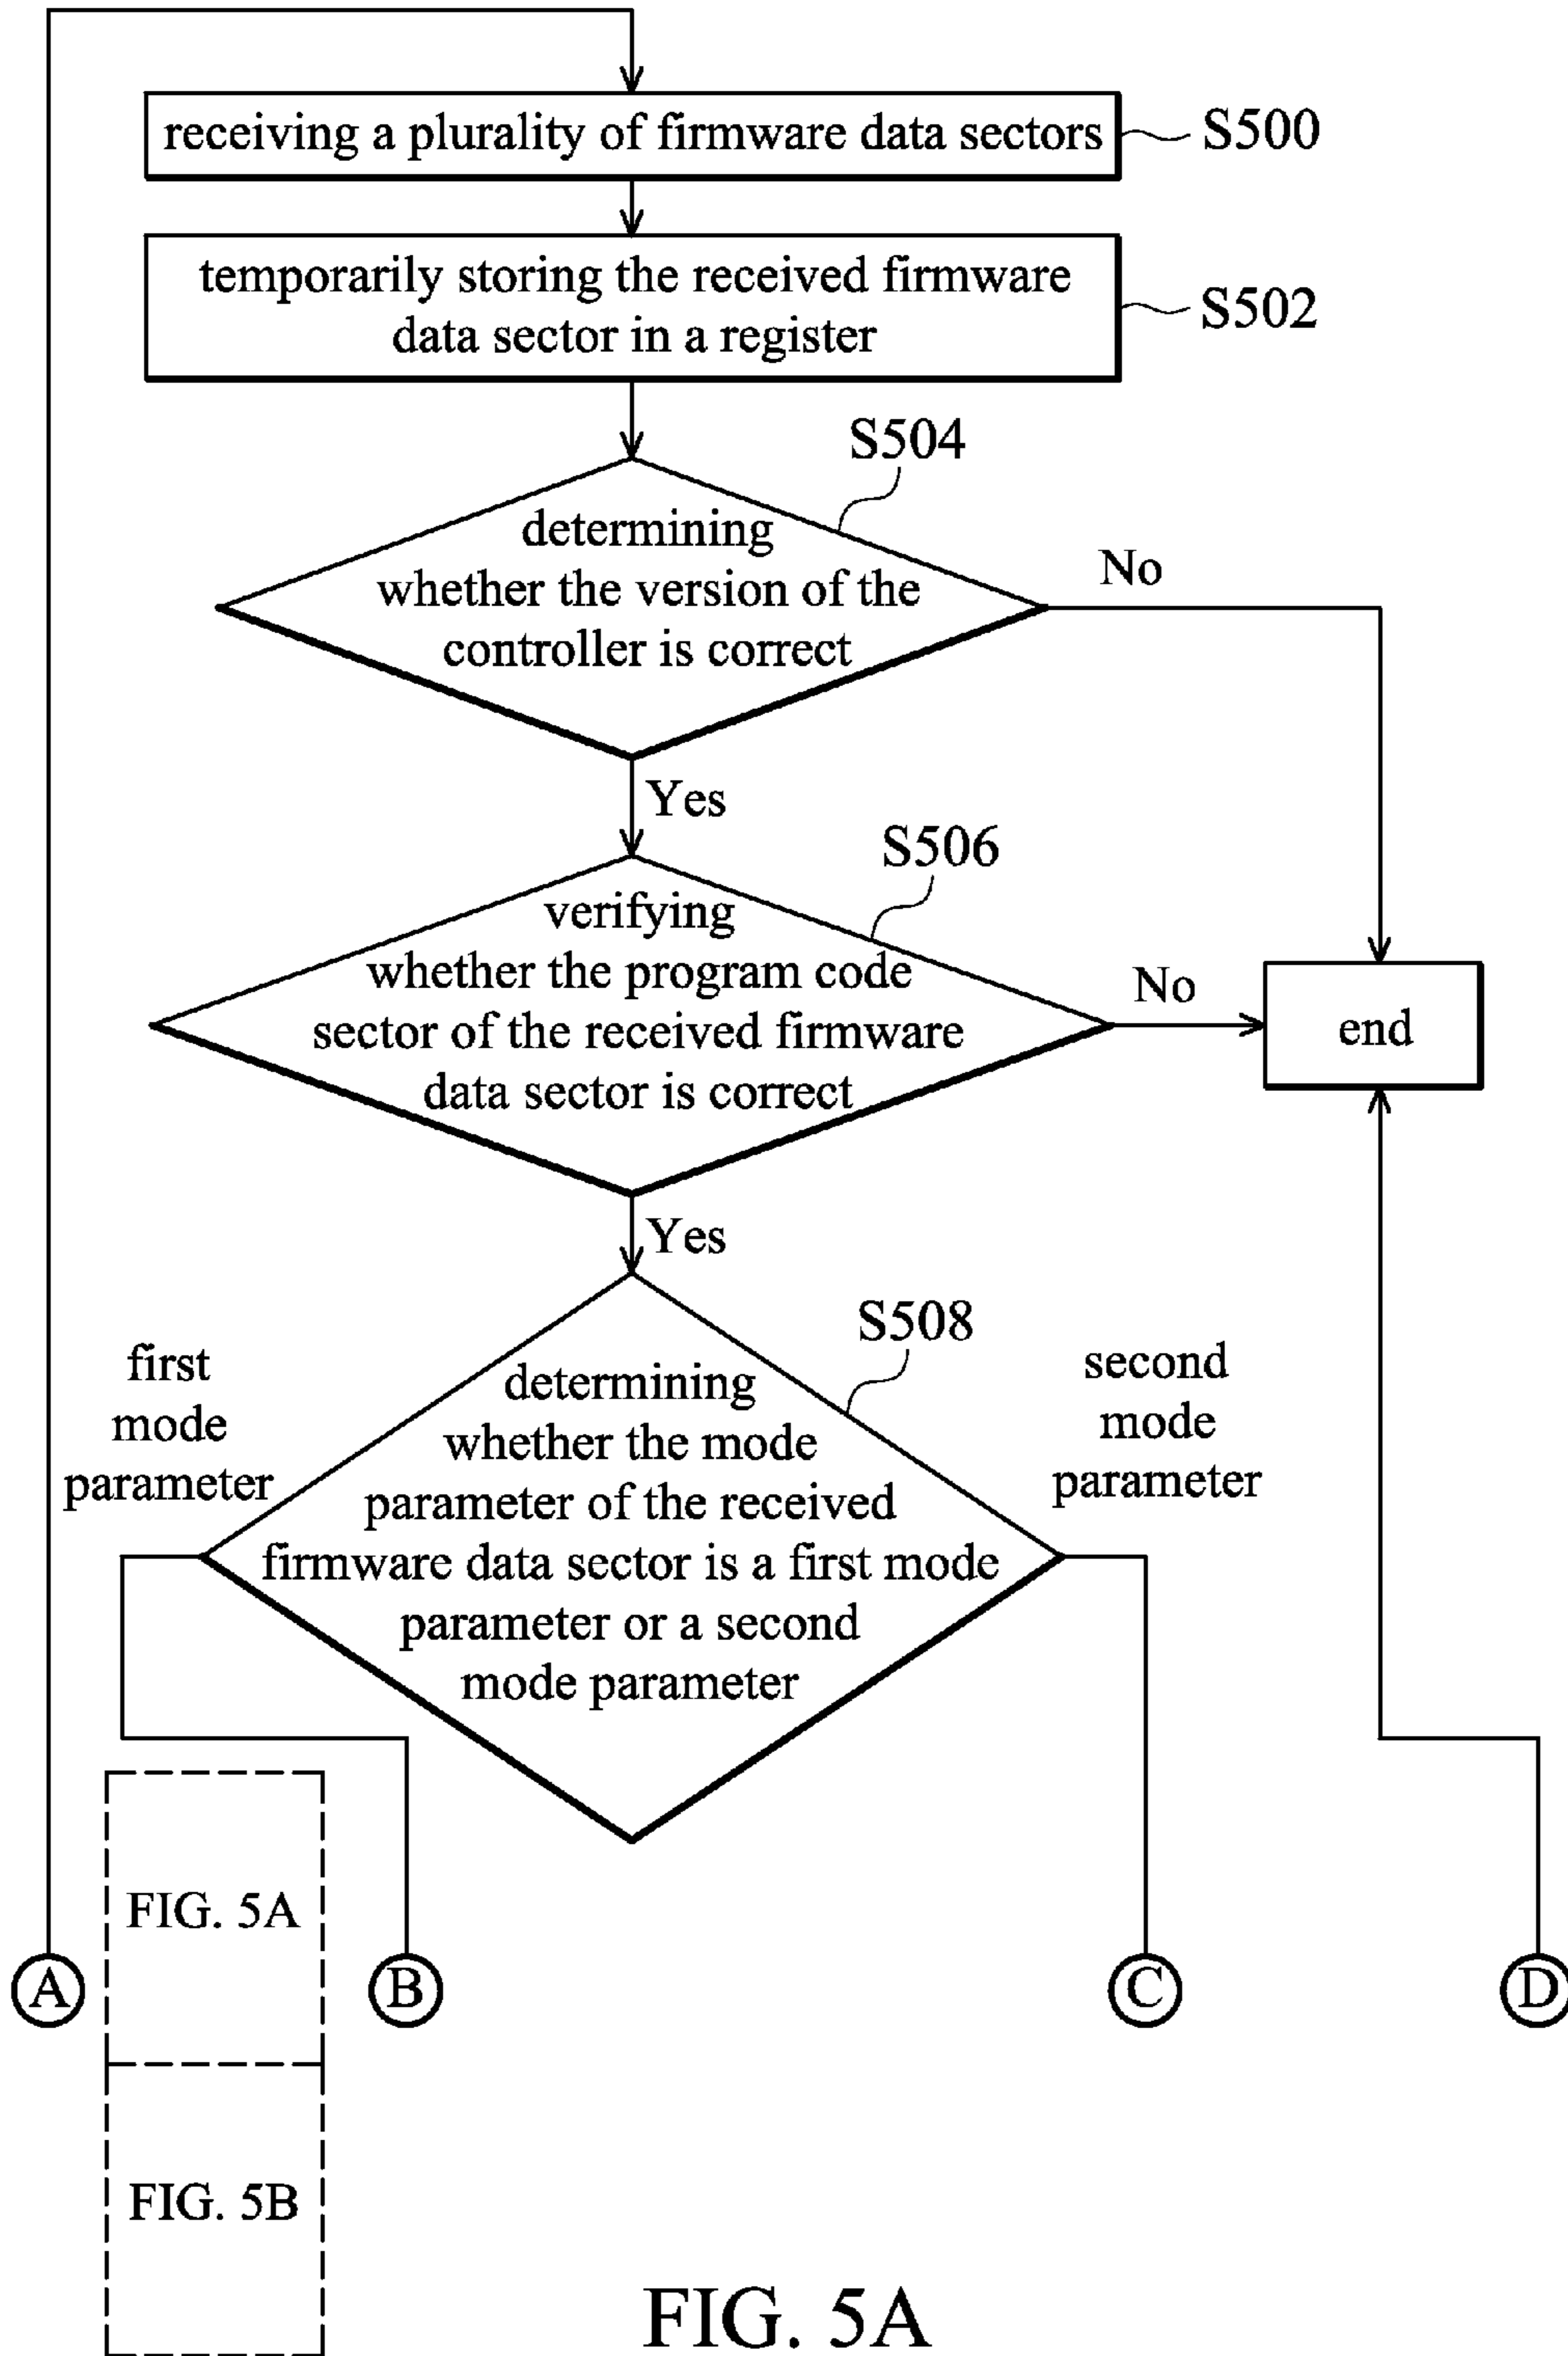 receiving a plurality of firmware data sectors
S500
temporarily storing the received firmware
data sector in a register
S502
S504
determining
whether the version of the
controller is correct
No
Yes
S506
verifying
whether the program code
sector of the received firmware
data sector is correct
No
end
Yes
S508
first
mode
parameter
determining
whether the mode
parameter of the received
firmware data sector is a first mode
parameter or a second
mode parameter
second
mode
parameter
FIG. 5A
A
B
C
D
FIG. 5B
FIG. 5A